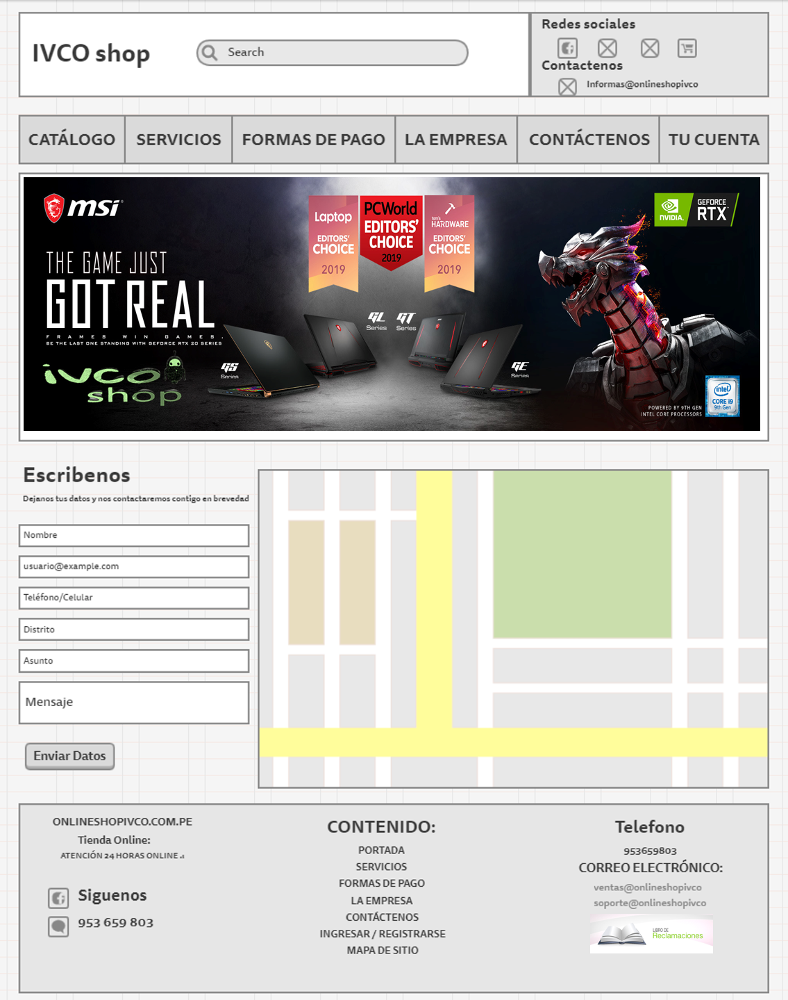 IVCO shop
Search
Redes sociales
Contactenos
Informas@onlineshopivco
CATÁLOGO
SERVICIOS
FORMAS DE PAGO
LA EMPRESA
CONTÁCTENOS
TU CUENTA
msi
Laptop
EDITORS'
CHOICE
2019
PCWorld
EDITORS'
CHOICE
2019
tom's
HARDWARE
EDITORS'
CHOICE
2019
NVIDIA.
GEFORCE
RTX
THE GAME JUST
GOT REAL
FRAMES WIN GAMES.
BE THE LAST ONE STANDING WITH GEFORCE RTX 20 SERIES
ivco
shop
GS
Series
GL
Series
GT
Series
GE
Series
POWERED BY 9TH GEN
INTEL CORE PROCESSORS
intel
CORE i9
9th Gen
Escribenos
Dejanos tus datos y nos contactaremos contigo en brevedad
Nombre
usuario@example.com
Teléfono/Celular
Distrito
Asunto
Mensaje
Enviar Datos
ONLINESHOPIVCO.COM.PE
Tienda Online:
ATENCIÓN 24 HORAS ONLINE
Siguenos
953 659 803
CONTENIDO:
PORTADA
SERVICIOS
FORMAS DE PAGO
LA EMPRESA
CONTÁCTENOS
INGRESAR / REGISTRARSE
MAPA DE SITIO
Telefono
953659803
CORREO ELECTRÓNICO:
ventas@onlineshopivco
soporte@onlineshopivco
LIBRO DE
Reclamaciones